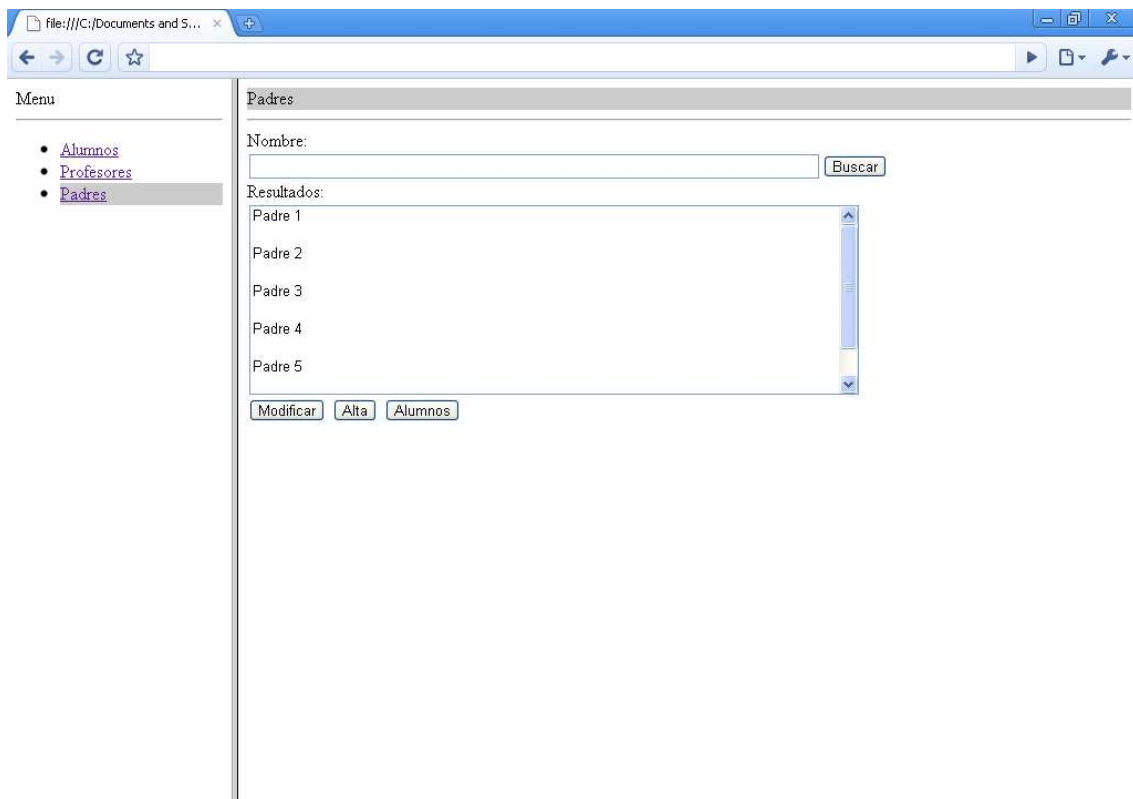 file:///C:/Documents and S...
Menu
Alumnos
Profesores
Padres
Padres
Nombre:
Buscar
Resultados:
Padre 1
Padre 2
Padre 3
Padre 4
Padre 5
Modificar Alta Alumnos